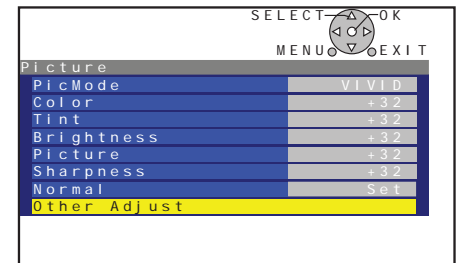 SELECT OK
MENU EXIT
Picture
PicMode VIVID
Color +32
Tint +32
Brightness +32
Picture +32
Sharpness +32
Normal Set
Other Adjust